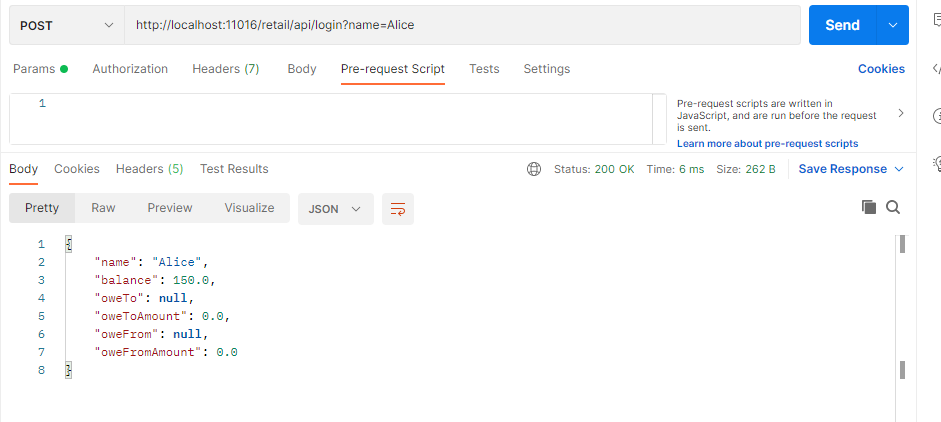 POST http://localhost:11016/retail/api/login?name=Alice Send
Params Authorization Headers (7) Body Pre-request Script Tests Settings Cookies
1
Pre-request scripts are written in
JavaScript, and are run before the request
is sent.
Learn more about pre-request scripts
Body Cookies Headers (5) Test Results Status: 200 OK Time: 6 ms Size: 262 B Save Response
Pretty Raw Preview Visualize JSON
1 {
2 "name": "Alice",
3 "balance": 150.0,
4 "oweTo": null,
5 "oweToAmount": 0.0,
6 "oweFrom": null,
7 "oweFromAmount": 0.0
8 }